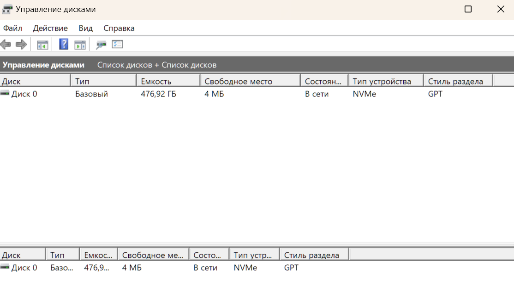 Управление дисками
Файл Действие Вид Справка
Управление дисками Список дисков + Список дисков
Диск Тип Емкость Свободное место Состоян... Тип устройства Стиль раздела
Диск 0 Базовый 476,92 ГБ 4 МБ В сети NVMe GPT
Диск Тип Емкос... Свободное ме... Состо... Тип устр... Стиль раздела
Диск 0 Базо... 476,9... 4 МБ В сети NVMe GPT